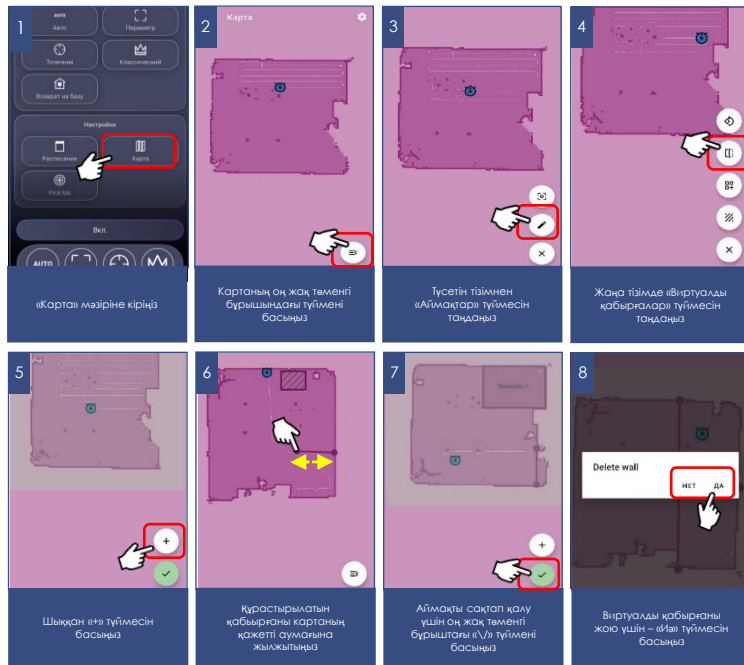 1
AUTO
Авто
Периметр
Точечная
Классический
Возврат на базу
Настройки
Расписание
Карта
Find Me
Вкл.
AUTO
«Карта» мәзіріне кіріңіз
2
Карта
Картаның оң жақ төменгі
бұрышындағы түймені
басыңыз
3
Түсетін тізімнен
«Аймақтар» түймесін
таңдаңыз
4
Жаңа тізімде «Виртуалды
қабырғалар» түймесін
таңдаңыз
5
Шыққан «+» түймесін
басыңыз
6
Құрастырылатын
қабьырғаны картаның
қажетті аумағына
жылжытыңыз
7
Аймақты сақтап қалу
үшін оң жақ төменгі
бұрыштағы «\/» түймені
басыңыз
8
Delete wall
НЕТ ДА
Виртуалды қабырғаны
жою үшін – «Иә» түймесін
басыңыз